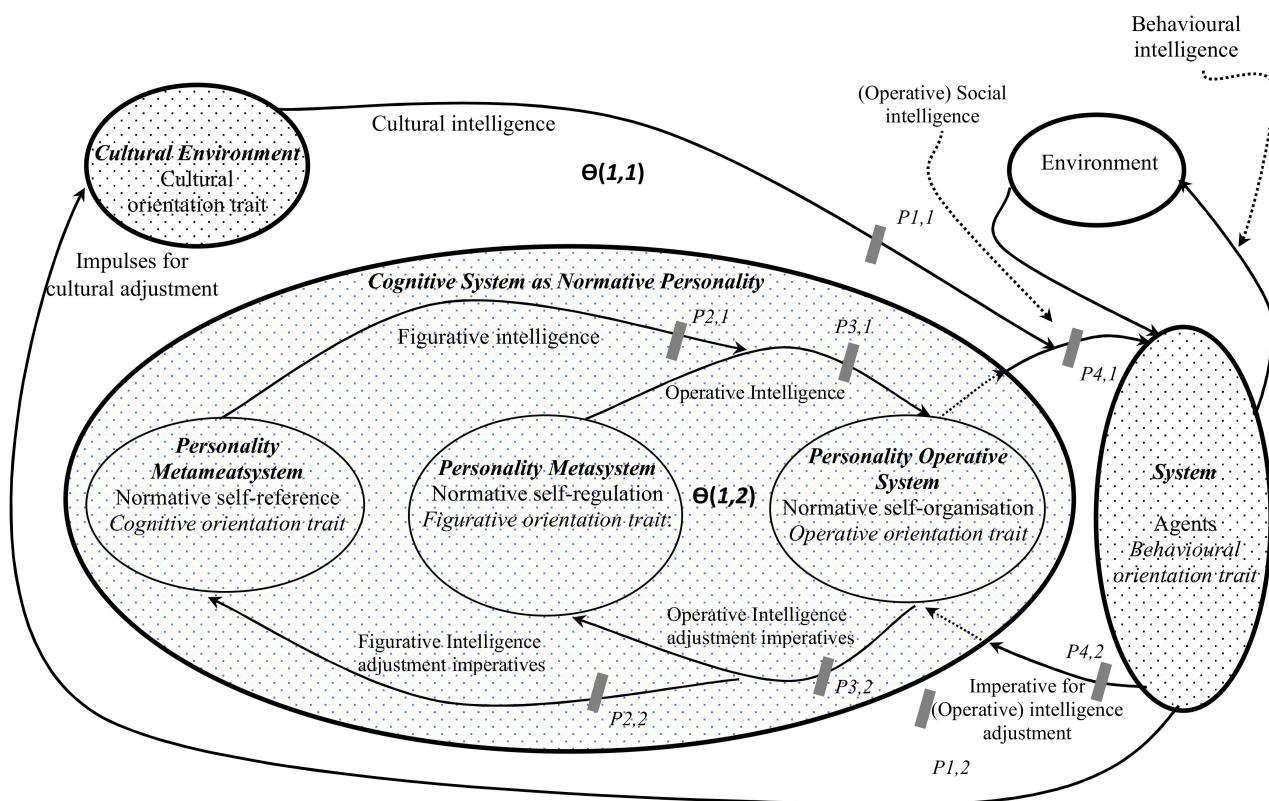 Behavioural
intelligence
(Operative) Social
intelligence
Cultural intelligence
Cultural Environment
Cultural
orientation trait
Environment
ϴ(1,1)
P1,1
Impulses for
cultural adjustment
Cognitive System as Normative Personality
P2,1
P3,1
Figurative intelligence
P4,1
Operative Intelligence
Personality
Metameatsystem
Normative self-reference
Cognitive orientation trait
Personality Metasystem
Normative self-regulation
Figurative orientation trait:
ϴ(1,2)
Personality Operative
System
Normative self-organisation
Operative orientation trait
System
Agents
Behavioural
orientation trait
Operative Intelligence
adjustment imperatives
Figurative Intelligence
adjustment imperatives
P4,2
P3,2
P2,2
Imperative for
(Operative) intelligence
adjustment
P1,2